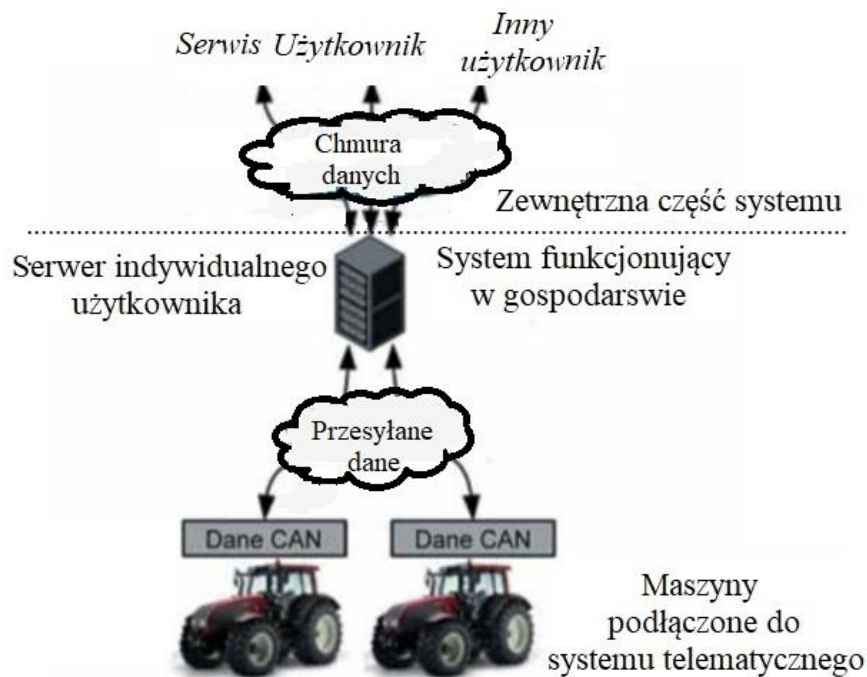 Serwis Użytkownik
Inny
użytkownik
Chmura
danych
Zewnętrzna część systemu
Serwer indywidualnego
użytkownika
System funkcjonujący
w gospodarswie
Przesyłane
dane
Dane CAN
Dane CAN
Maszyny
podłączone do
systemu telematycznego